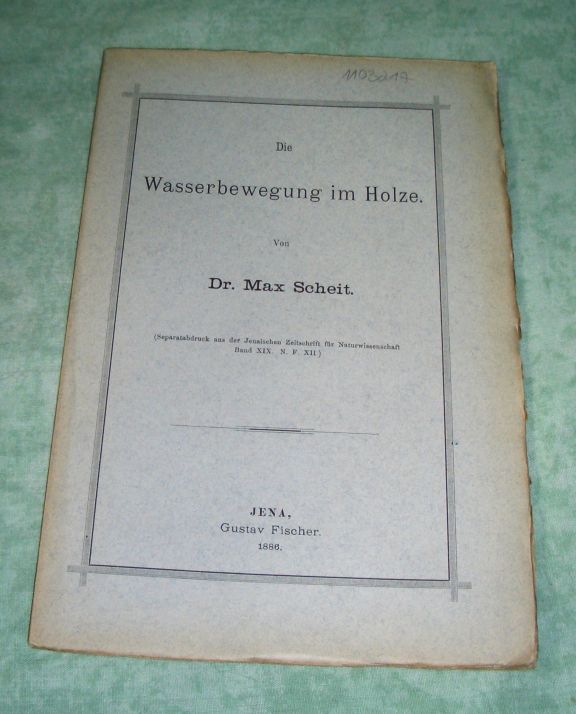 1103217
Die
Wasserbewegung im Holze.
Von
Dr. Max Scheit.
(Separatabdruck aus der Jenaischen Zeitschrift für Naturwissenschaft
Band XIX. N. F. XII.)
JENA,
Gustav Fischer.
1886.